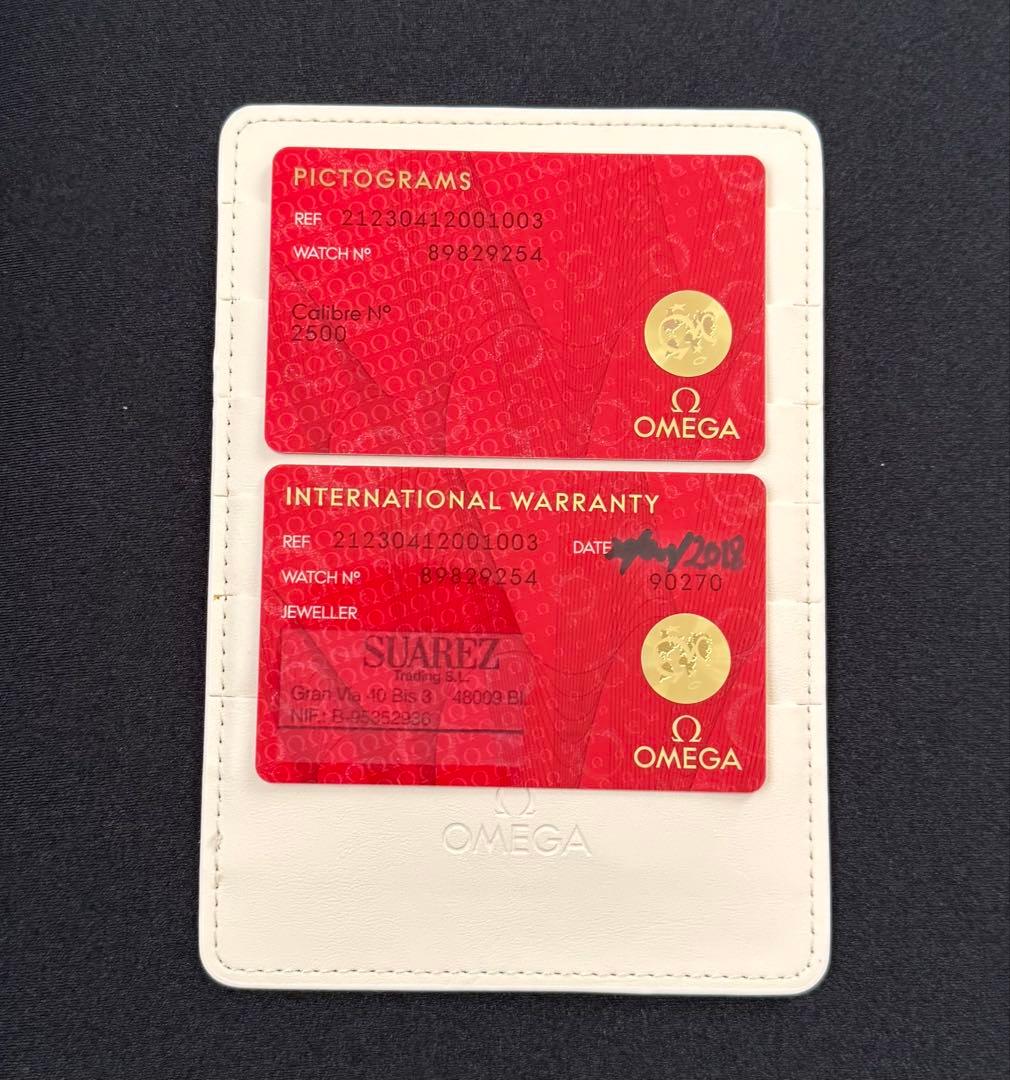 PICTOGRAMS
REF 21230412001003
WATCH Nº 89829254
Calibre Nº
2500
Ω
OMEGA
INTERNATIONAL WARRANTY
REF 21230412001003 DATE /2018
WATCH Nº 89829254 90270
JEWELLER
SUAREZ
Trading S.L.
Gran Via 40 Bis 3 48009 BI
NIF.: B-95352936
Ω
OMEGA
Ω
OMEGA